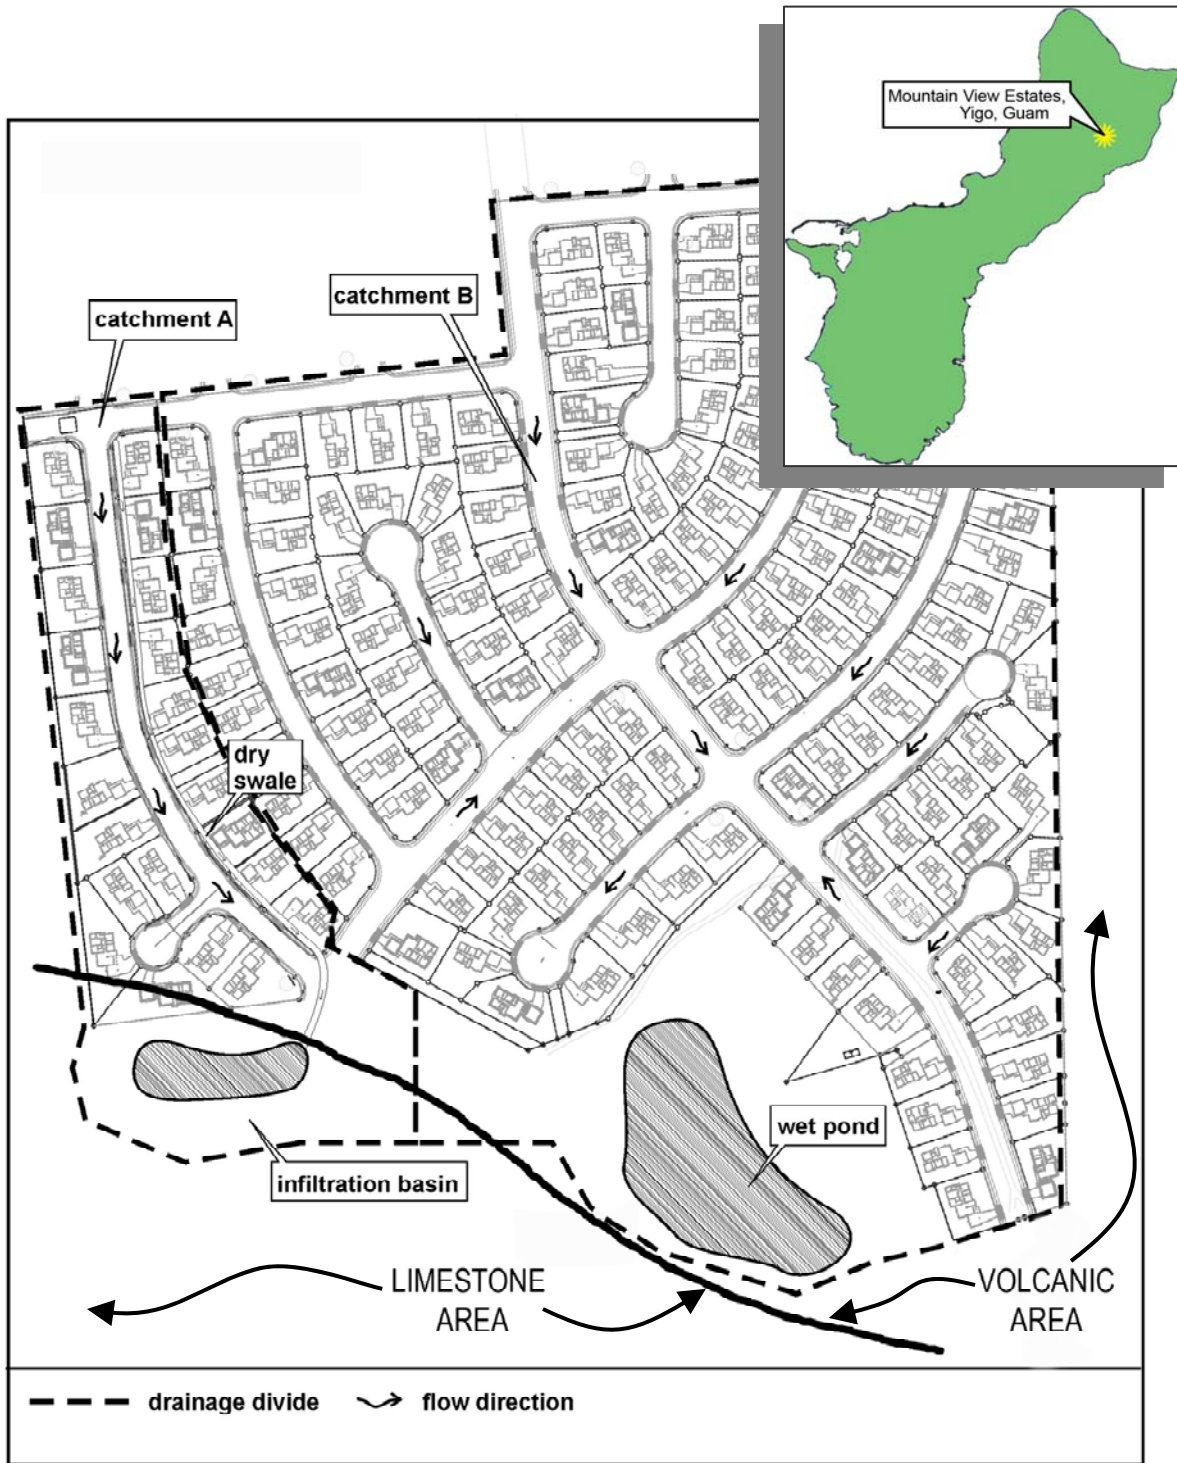 Mountain View Estates,
Yigo, Guam
catchment B
catchment A
dry
swale
wet pond
infiltration basin
LIMESTONE
AREA
VOLCANIC
AREA
drainage divide
flow direction